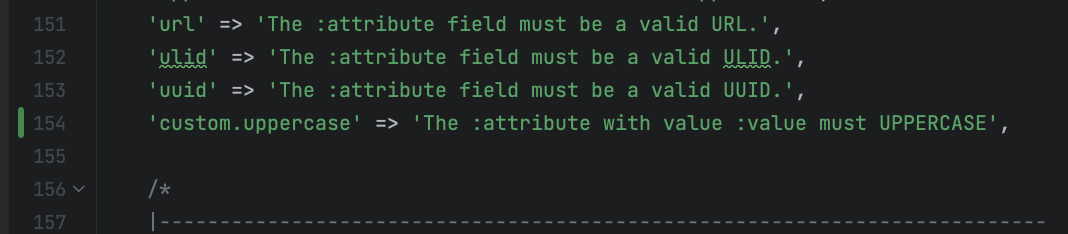 151 'url' => 'The :attribute field must be a valid URL.',
152 'ulid' => 'The :attribute field must be a valid ULID.',
153 'uuid' => 'The :attribute field must be a valid UUID.',
154 'custom.uppercase' => 'The :attribute with value :value must UPPERCASE',
155
156 /*
157 |--------------------------------------------------------------------------